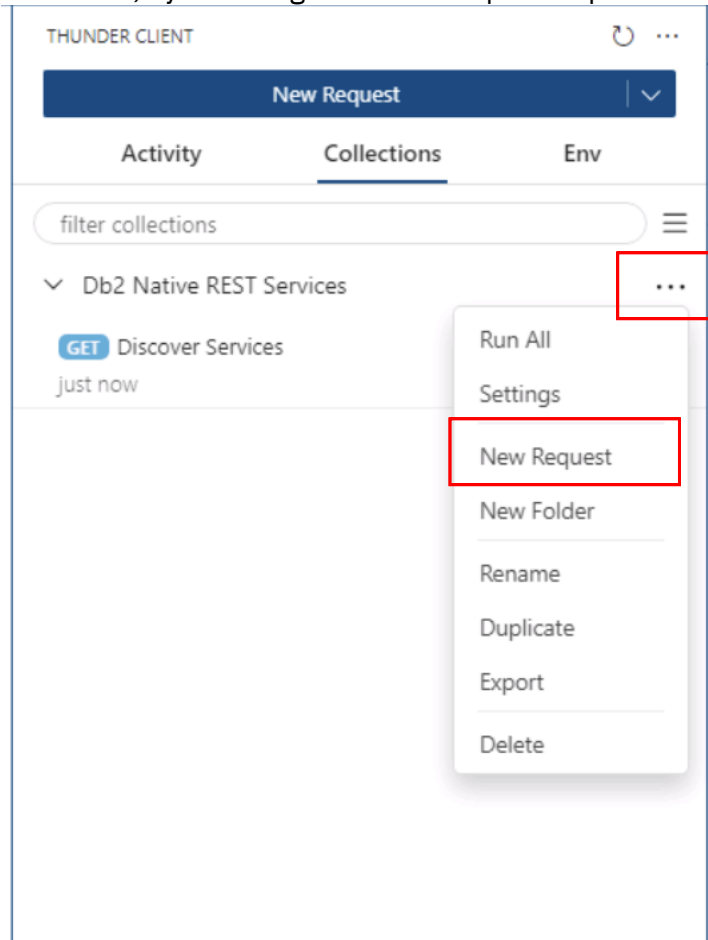 THUNDER CLIENT
New Request
Activity Collections Env
filter collections
Db2 Native REST Services
GET Discover Services
just now
Run All
Settings
New Request
New Folder
Rename
Duplicate
Export
Delete